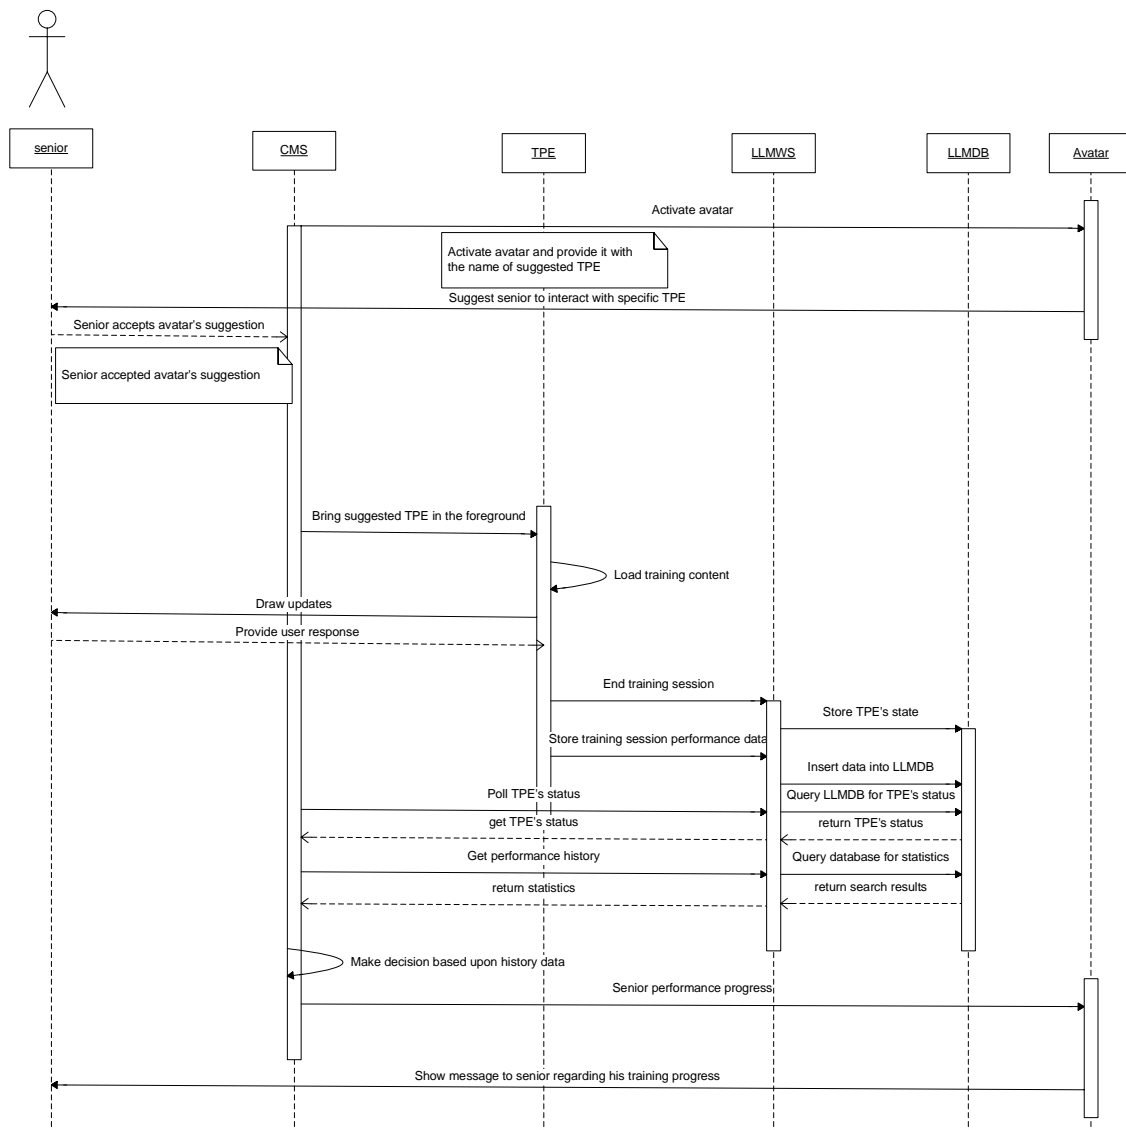 senior
CMS
TPE
LLMWS
LLMDB
Avatar
Activate avatar
Activate avatar and provide it with
the name of suggested TPE
Suggest senior to interact with specific TPE
Senior accepts avatar's suggestion
Senior accepted avatar's suggestion
Bring suggested TPE in the foreground
Load training content
Draw updates
Provide user response
End training session
Store TPE's state
Store training session performance data
Insert data into LLMDB
Poll TPE's status
Query LLMDB for TPE's status
get TPE's status
return TPE's status
Get performance history
Query database for statistics
return statistics
return search results
Make decision based upon history data
Senior performance progress
Show message to senior regarding his training progress